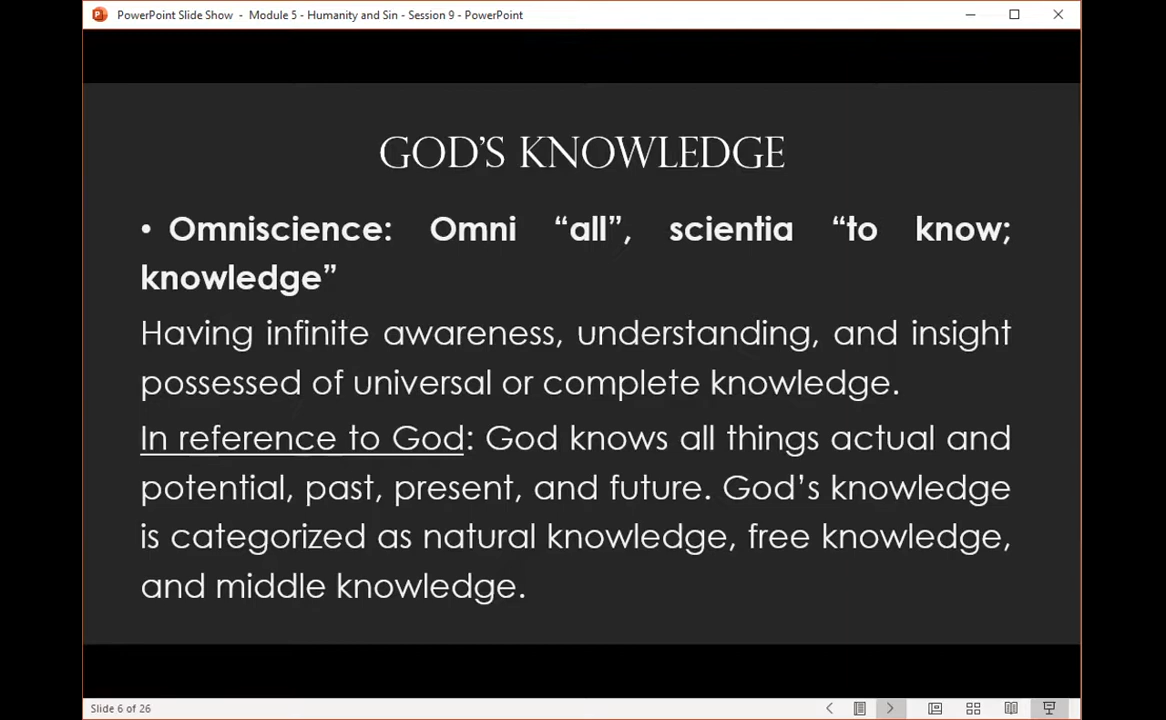 PowerPoint Slide Show - Module 5 - Humanity and Sin - Session 9 - PowerPoint
GOD'S KNOWLEDGE
• Omniscience: Omni “all”, scientia “to know;
knowledge”
Having infinite awareness, understanding, and insight
possessed of universal or complete knowledge.
In reference to God: God knows all things actual and
potential, past, present, and future. God’s knowledge
is categorized as natural knowledge, free knowledge,
and middle knowledge.
Slide 6 of 26